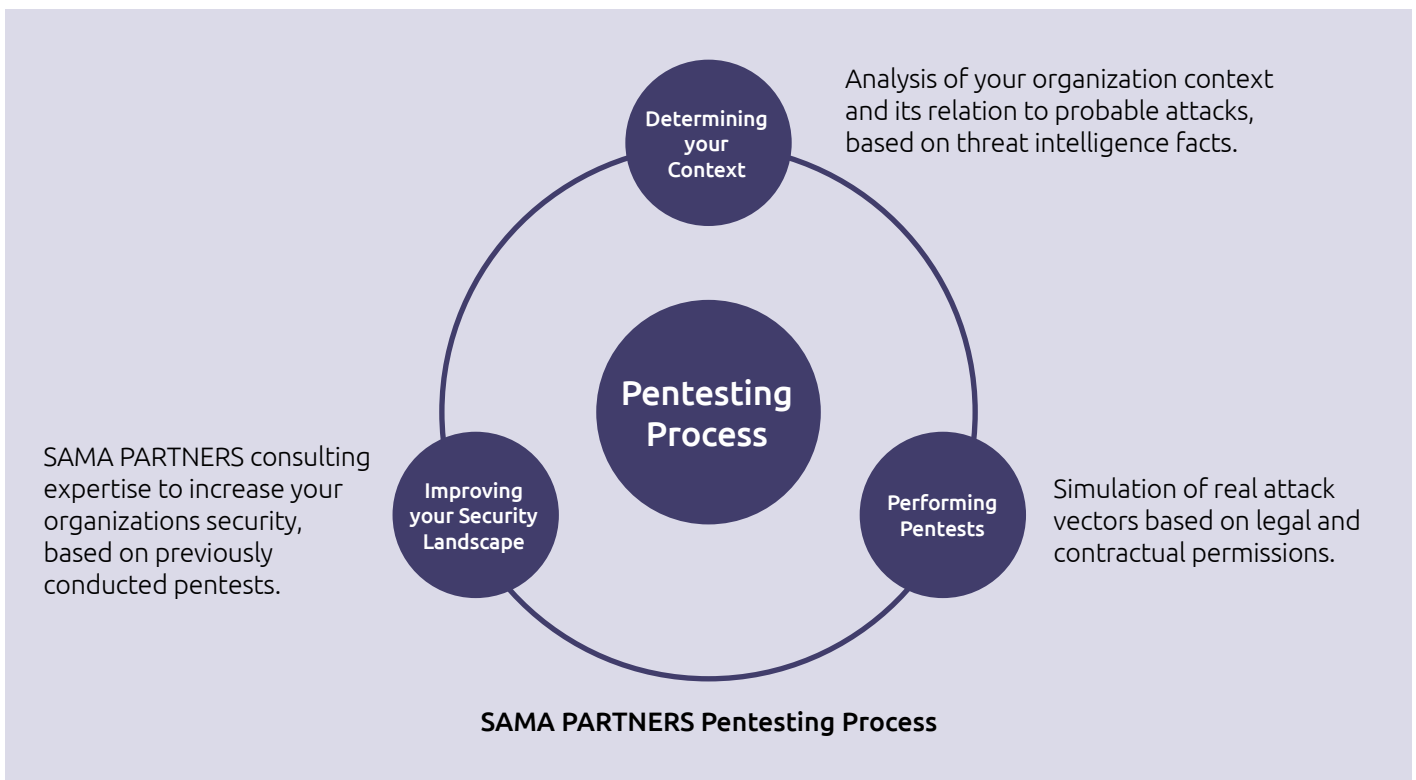 Determining
your
Context
Analysis of your organization context
and its relation to probable attacks,
based on threat intelligence facts.
Pentesting
Process
SAMA PARTNERS consulting
expertise to increase your
organizations security,
based on previously
conducted pentests.
Improving
your Security
Landscape
Performing
Pentests
Simulation of real attack
vectors based on legal and
contractual permissions.
SAMA PARTNERS Pentesting Process